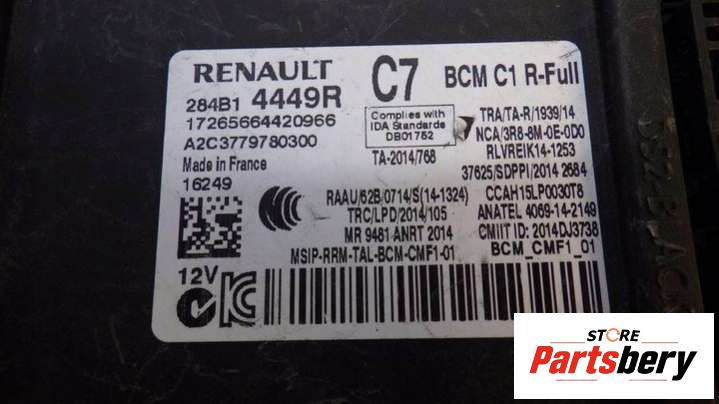 RENAULT C7 BCM C1 R-Full
284B1 4449R
17265664420966
A2C3779780300
Made in France
16249
Complies with
IDA Standards
DB01752
TA-2014/768
TRA/TA-R/1939/14
NCA/3R8-8M-0E-0D0
RLVREIK14-1253
37625/SDPPI/2014 2684
RAAU/62B/0714/S(14-1324)
CCAH15LP0030T8
TRC/LPD/2014/105
ANATEL 4069-14-2149
MR 9481 ANRT 2014
CMIIT ID: 2014DJ3738
MSIP-RRM-TAL-BCM-CMF1-01
BCM_CMF1_01
12V
STORE
Partsbery